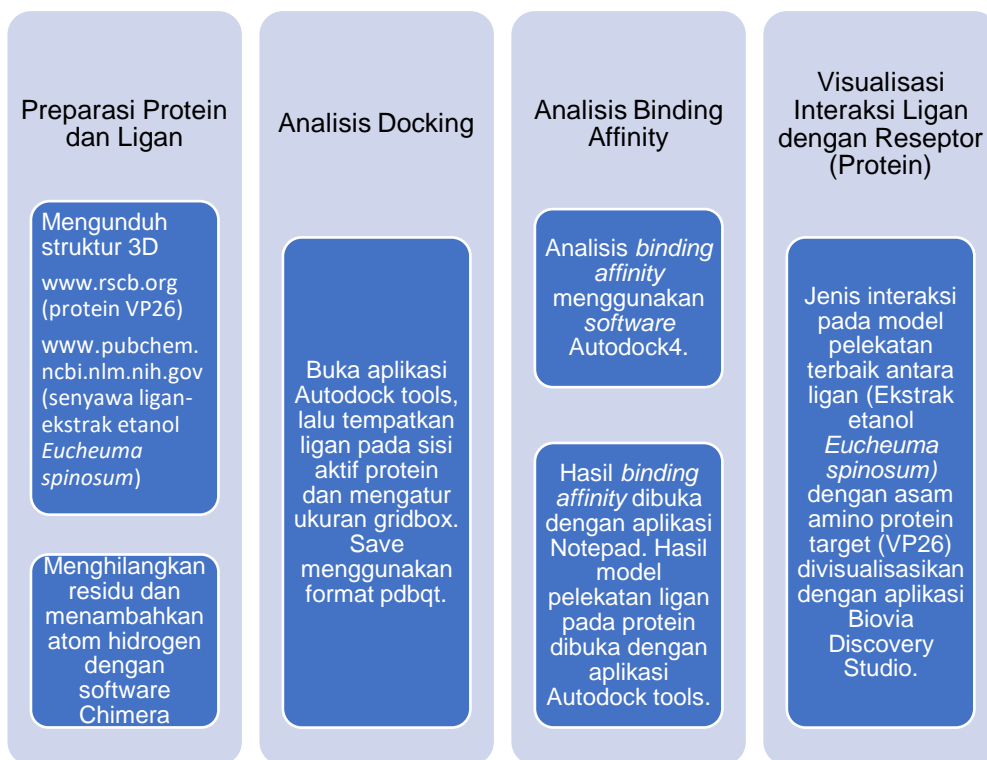 Preparasi Protein
dan Ligan
Mengunduh
struktur 3D
www.rscb.org
(protein VP26)
www.pubchem.
ncbi.nlm.nih.gov
(senyawa ligan-
ekstrak etanol
Eucheuma
spinosum)
Menghilangkan
residu dan
menambahkan
atom hidrogen
dengan
software
Chimera
Analisis Docking
Buka aplikasi
Autodock tools,
lalu tempatkan
ligan pada sisi
aktif protein
dan mengatur
ukuran gridbox.
Save
menggunakan
format pdbqt.
Analisis Binding
Affinity
Analisis binding
affinity
menggunakan
software
Autodock4.
Hasil binding
affinity dibuka
dengan aplikasi
Notepad. Hasil
model
pelekatan ligan
pada protein
dibuka dengan
aplikasi
Autodock tools.
Visualisasi
Interaksi Ligan
dengan Reseptor
(Protein)
Jenis interaksi
pada model
pelekatan
terbaik antara
ligan (Ekstrak
etanol
Eucheuma
spinosum)
dengan asam
amino protein
target (VP26)
divisualisasikan
dengan aplikasi
Biovia
Discovery
Studio.